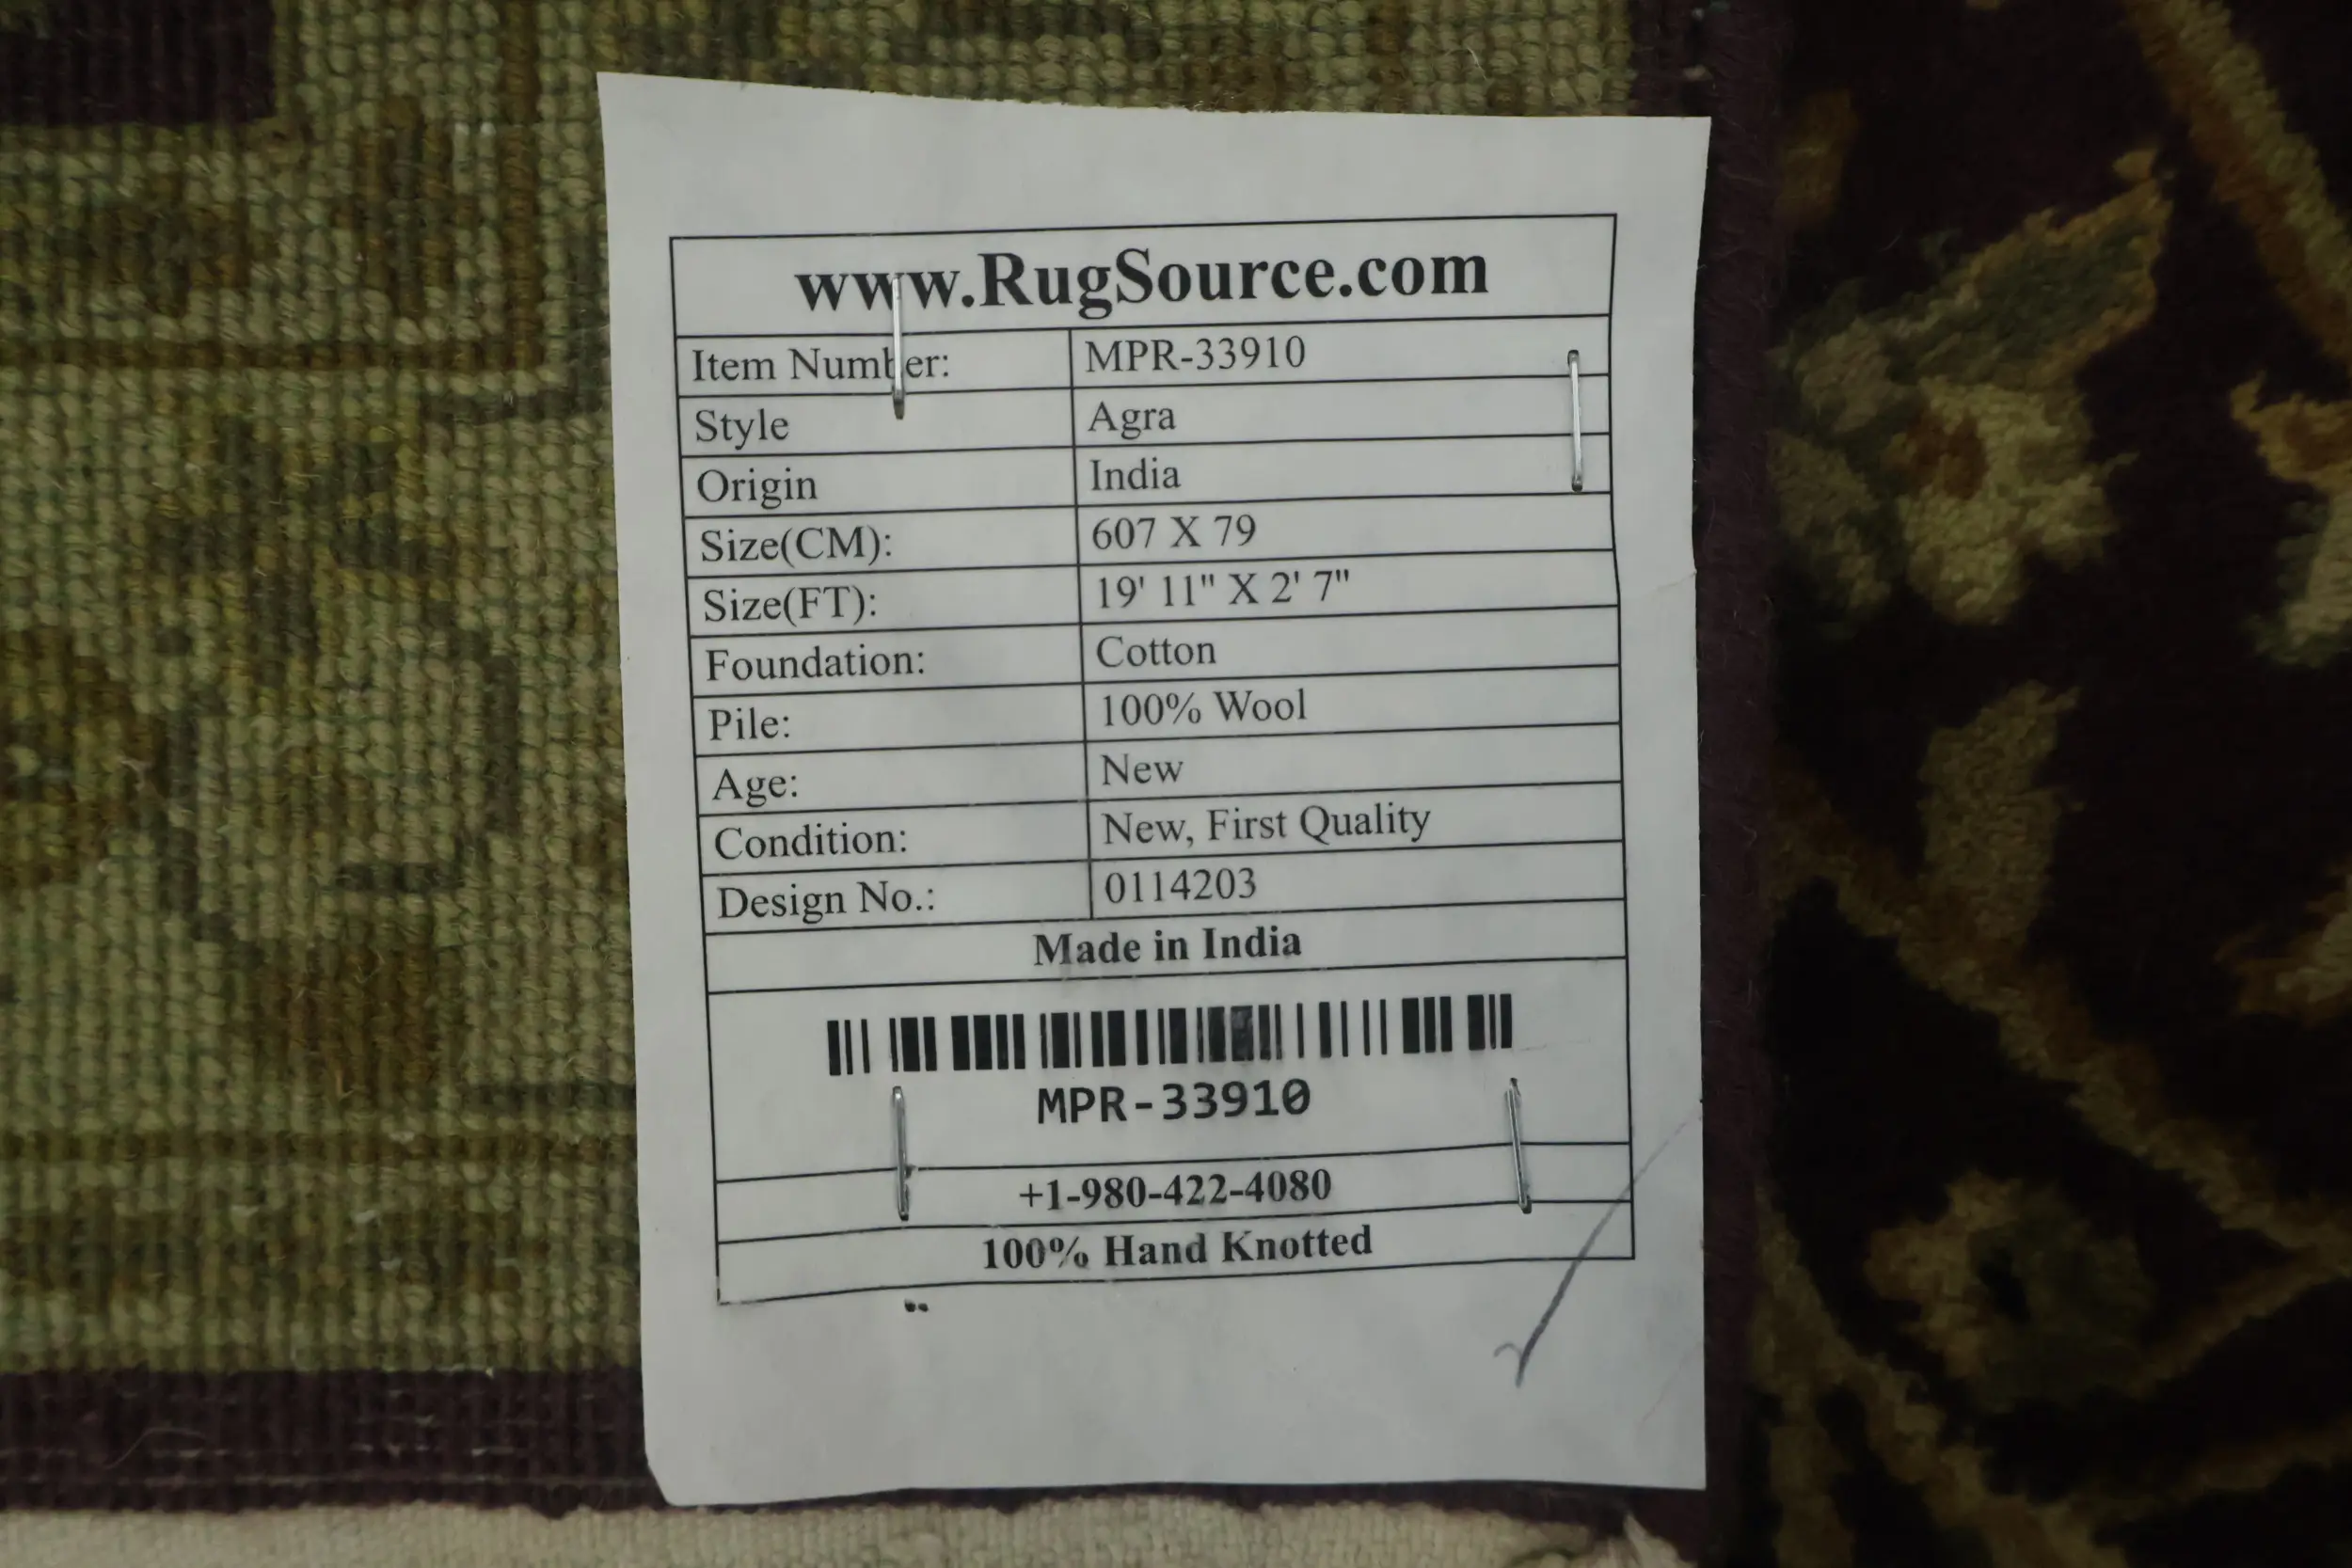 www.RugSource.com
Item Number: MPR-33910
Style Agra
Origin India
Size(CM): 607 X 79
Size(FT): 19' 11" X 2' 7"
Foundation: Cotton
Pile: 100% Wool
Age: New
Condition: New, First Quality
Design No.: 0114203
Made in India
MPR-33910
+1-980-422-4080
100% Hand Knotted